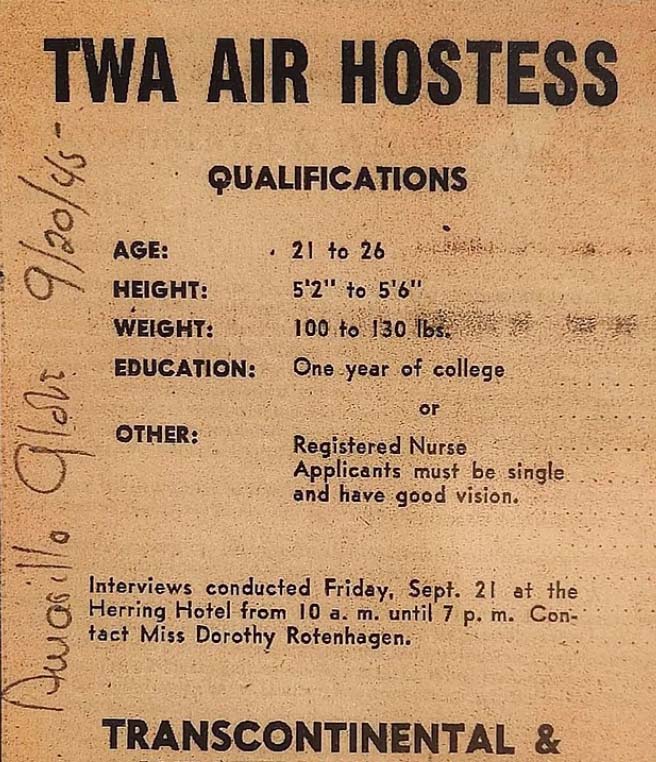 TWA AIR HOSTESS
QUALIFICATIONS
AGE: 21 to 26
HEIGHT: 5'2" to 5'6"
WEIGHT: 100 to 130 lbs.
EDUCATION: One year of college
or
OTHER: Registered Nurse
Applicants must be single
and have good vision.
Interviews conducted Friday, Sept. 21 at the
Herring Hotel from 10 a. m. until 7 p. m. Con-
tact Miss Dorothy Rotenhagen.
TRANSCONTINENTAL &
Amarillo Globe 9/20/45-